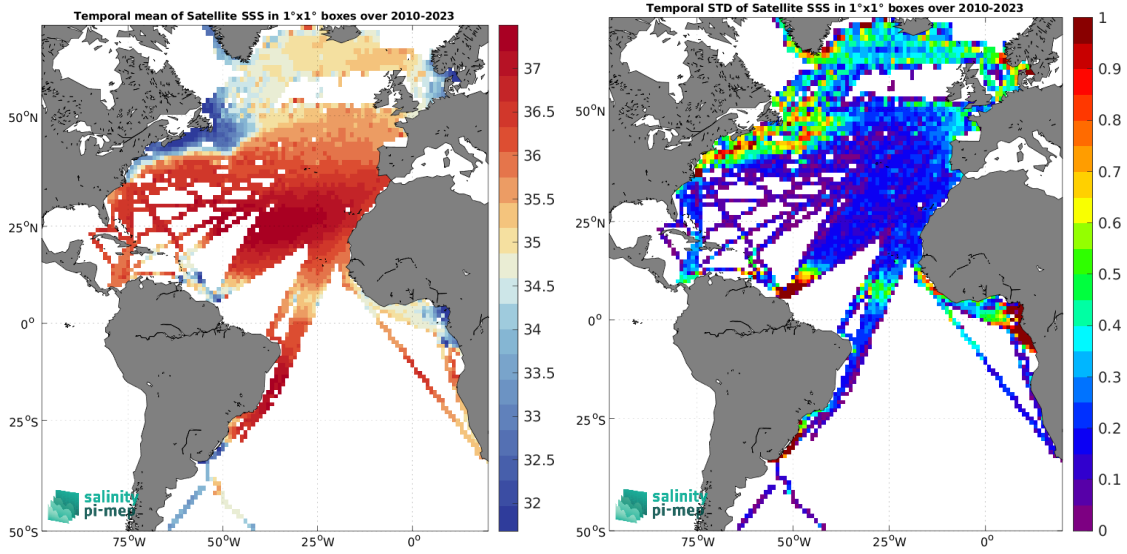 Temporal mean of Satellite SSS in 1°x1° boxes over 2010-2023
50°N
25°N
0°
25°S
50°S
75°W
50°W
25°W
0°
37
36.5
36
35.5
35
34.5
34
33.5
33
32.5
32
salinity
pi-mep
Temporal STD of Satellite SSS in 1°x1° boxes over 2010-2023
50°N
25°N
0°
25°S
50°S
75°W
50°W
25°W
0°
1
0.9
0.8
0.7
0.6
0.5
0.4
0.3
0.2
0.1
0
salinity
pi-mep